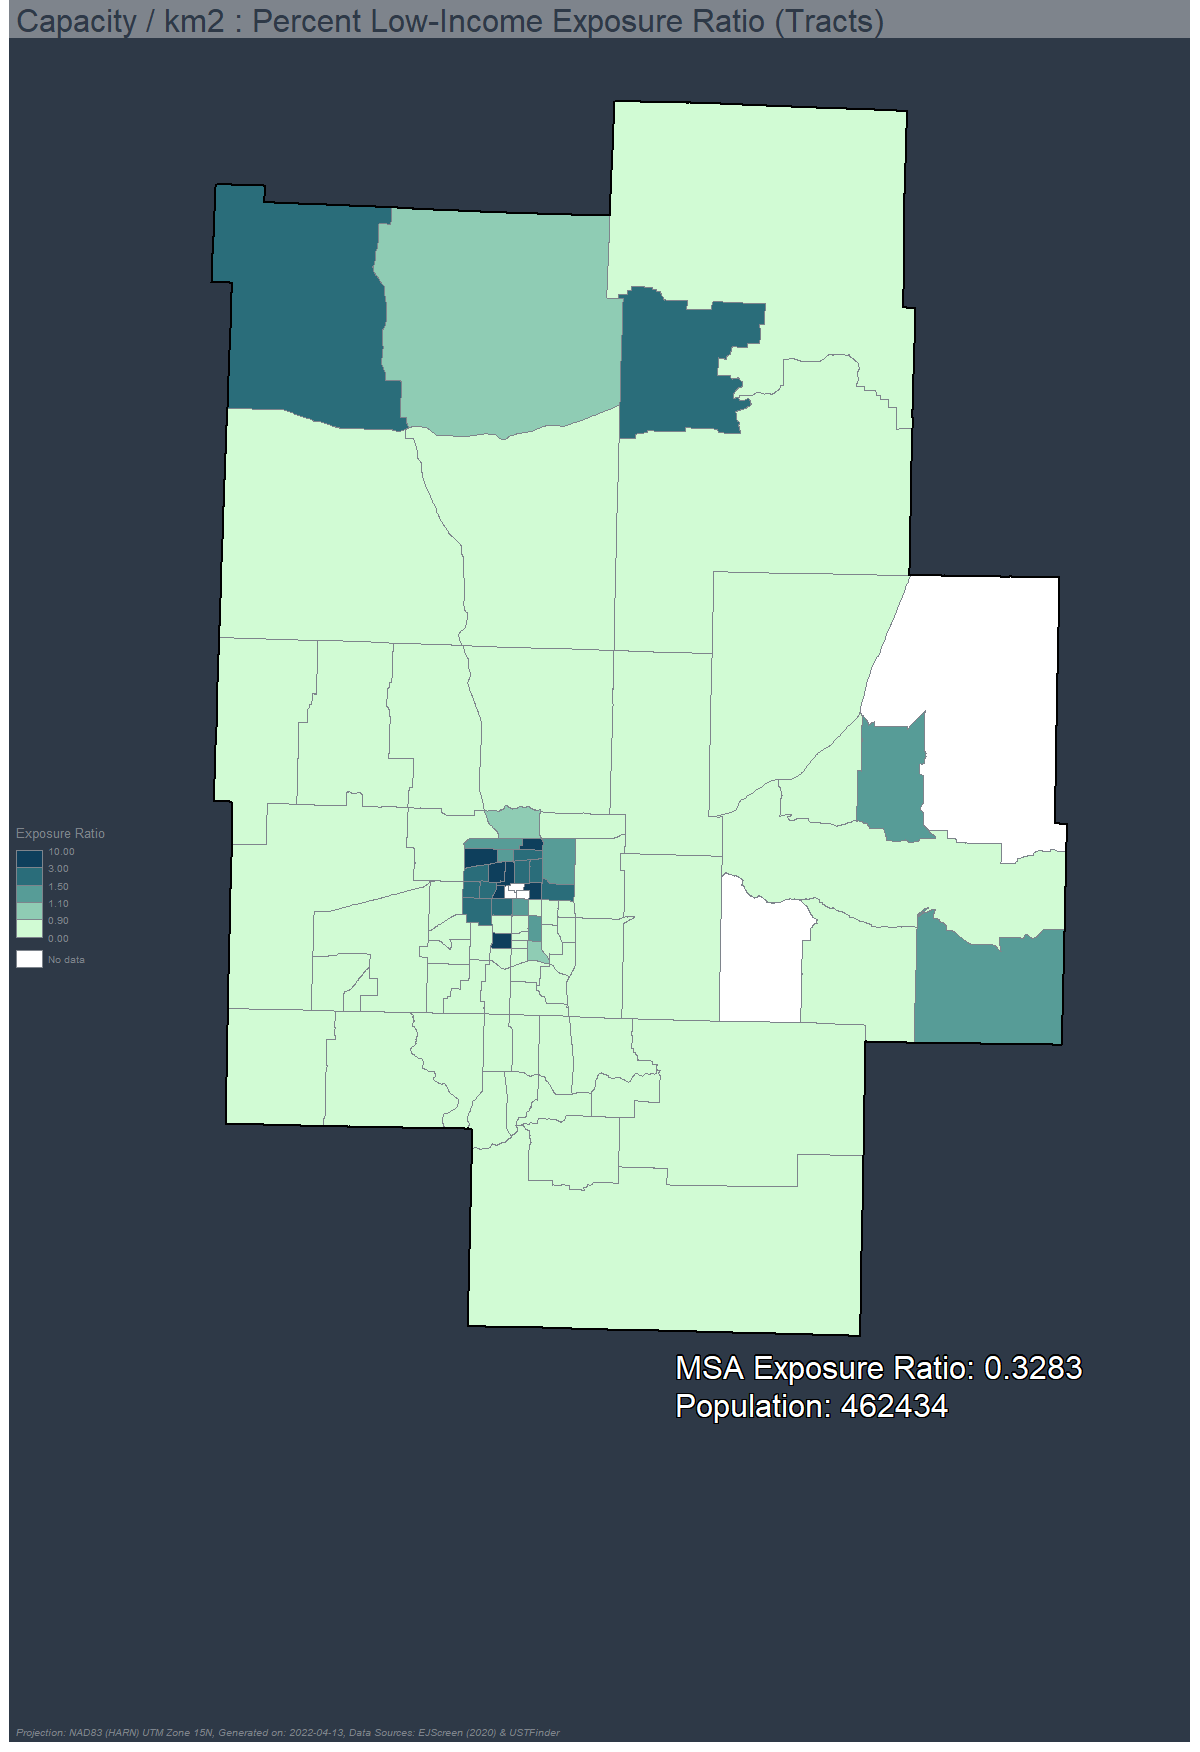 Capacity / km2 : Percent Low-Income Exposure Ratio (Tracts)
Exposure Ratio
10.00
3.00
1.50
1.10
0.90
0.00
No data
MSA Exposure Ratio: 0.3283
Population: 462434
Projection: NAD83 (HARN) UTM Zone 15N, Generated on: 2022-04-13, Data Sources: EJScreen (2020) & USTFinder